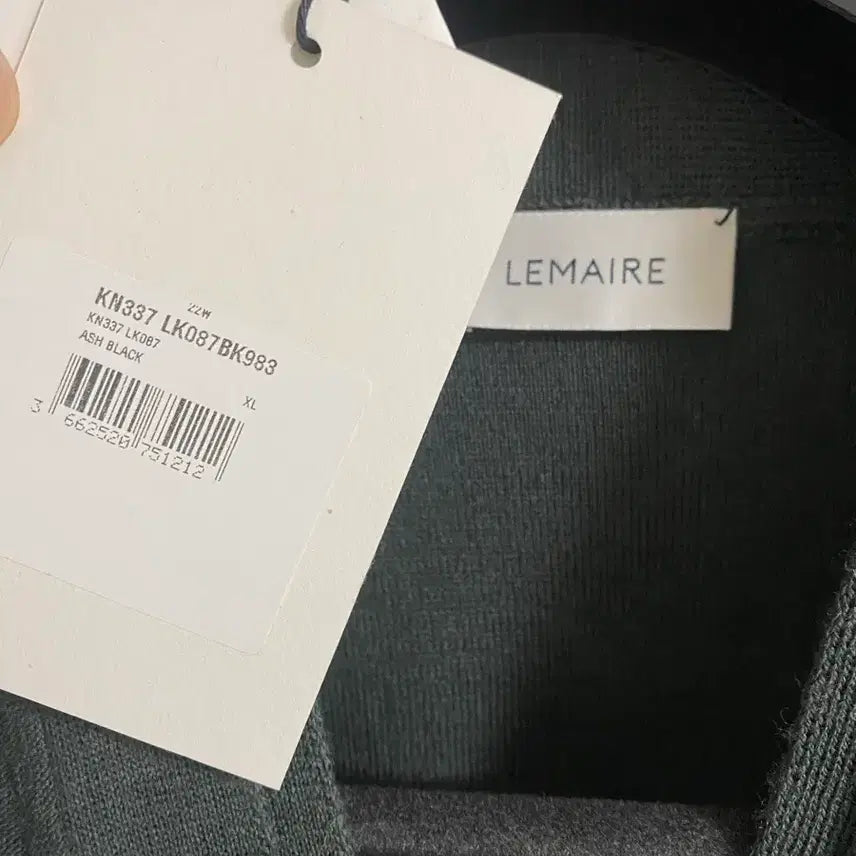 22W
KN337 LK087BK983
KN337 LK087
ASH BLACK
XL
3 662520 751212
LEMAIRE